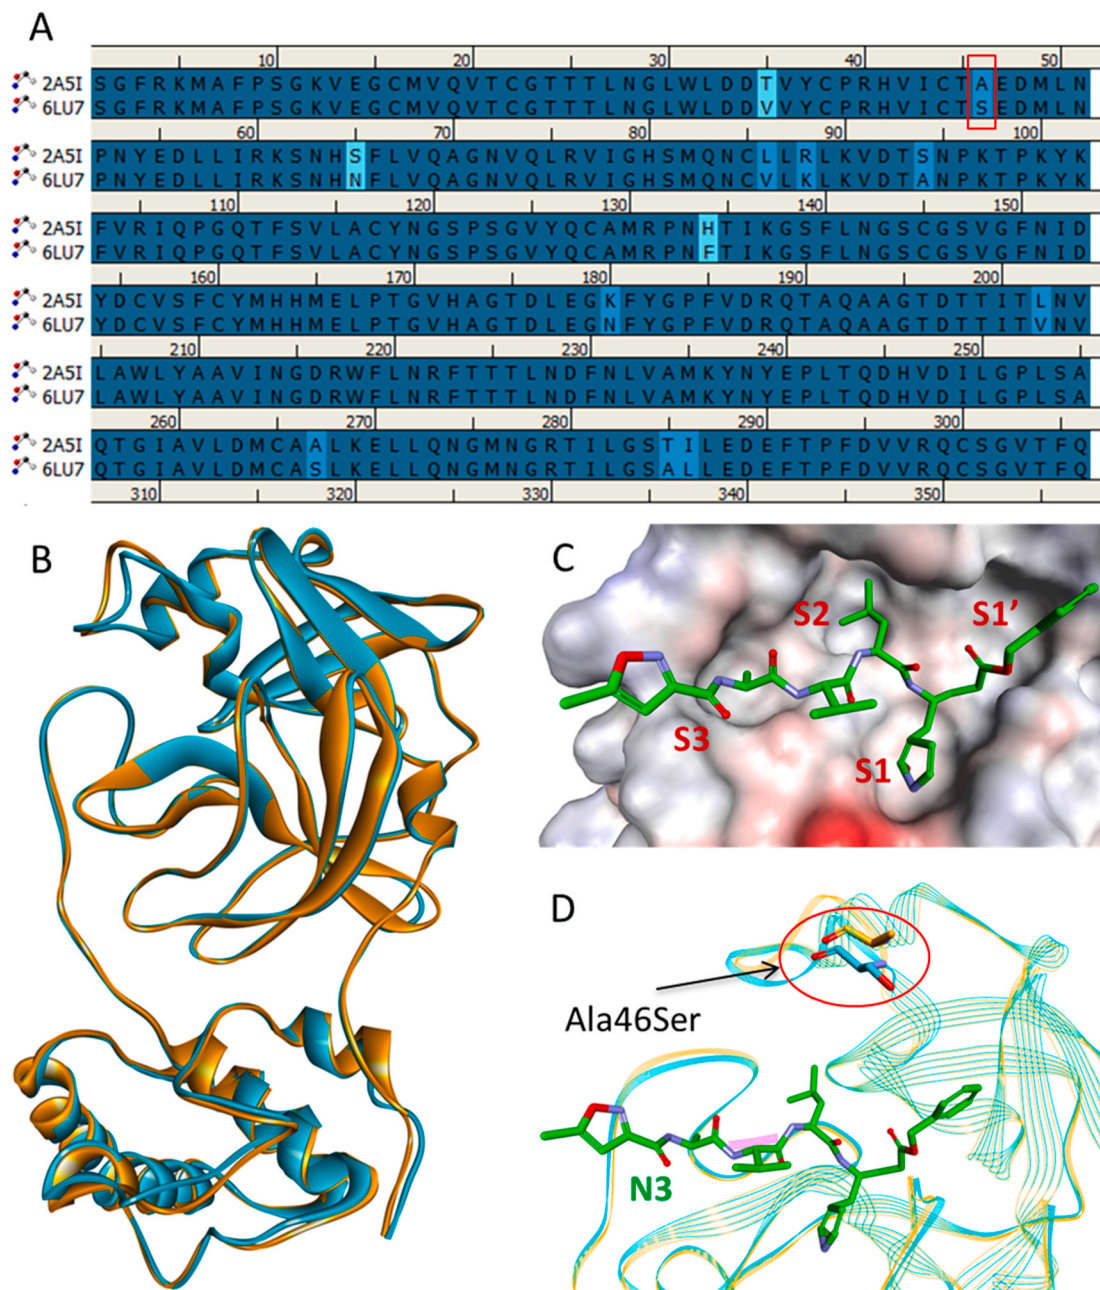 A
10 20 30 40 50
2A5I SGFRKMAFPSGKVEGCMVQVTCGTTTLNGLWLDDTVYCPRHVICTAEDMLN
6LU7 SGFRKMAFPSGKVEGCMVQVTCGTTTLNGLWLDDVVYCPRHVICTSEDMLN
60 70 80 90 100
2A5I PNYEDLLIRKSNHSFLVQAGNVQLRVIGHSMQNCLLRLKVDTSNPKTPKYK
6LU7 PNYEDLLIRKSNHNFLVQAGNVQLRVIGHSMQNCVLKLKVDTANPKTPKYK
110 120 130 140 150
2A5I FVRIQPGQTFSVLACYNGSPSGVYQCAMRPNHTIKGSFLNGSCGSVGFNID
6LU7 FVRIQPGQTFSVLACYNGSPSGVYQCAMRPNFTIKGSFLNGSCGSVGFNID
160 170 180 190 200
2A5I YDCVSFCYMHHMELPTGVHAGTDLEGKFYGPFVDRQTAQAAGTDTTITLNV
6LU7 YDCVSFCYMHHMELPTGVHAGTDLEGNFYGPFVDRQTAQAAGTDTTITVNV
210 220 230 240 250
2A5I LAWLYAAVINGDRWFLNRFTTTLNDFNLVAMKYNYEPLTQDHVDILGPLSA
6LU7 LAWLYAAVINGDRWFLNRFTTTLNDFNLVAMKYNYEPLTQDHVDILGPLSA
260 270 280 290 300
2A5I QTGIAVLDMCAALKELLQNGMNGRTILGSTILEDEFTPFDVVRQCSGVTFQ
6LU7 QTGIAVLDMCASLKELLQNGMNGRTILGSALLEDEFTPFDVVRQCSGVTFQ
310 320 330 340 350
B
C
S2
S1’
S3
S1
D
Ala46Ser
N3